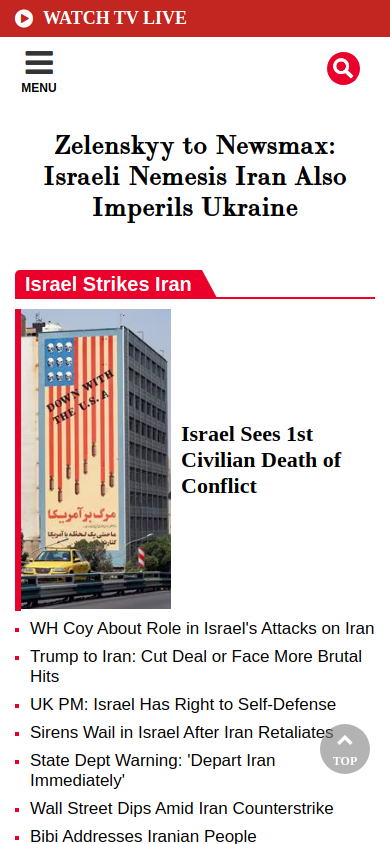 WATCH TV LIVE
MENU
Zelenskyy to Newsmax:
Israeli Nemesis Iran Also
Imperils Ukraine
Israel Strikes Iran
DOWN WITH
THE U.S.A
مرگ بر آمریکا
Israel Sees 1st
Civilian Death of
Conflict
WH Coy About Role in Israel's Attacks on Iran
Trump to Iran: Cut Deal or Face More Brutal
Hits
UK PM: Israel Has Right to Self-Defense
Sirens Wail in Israel After Iran Retaliates
TOP
State Dept Warning: 'Depart Iran
Immediately'
Wall Street Dips Amid Iran Counterstrike
Bibi Addresses Iranian People